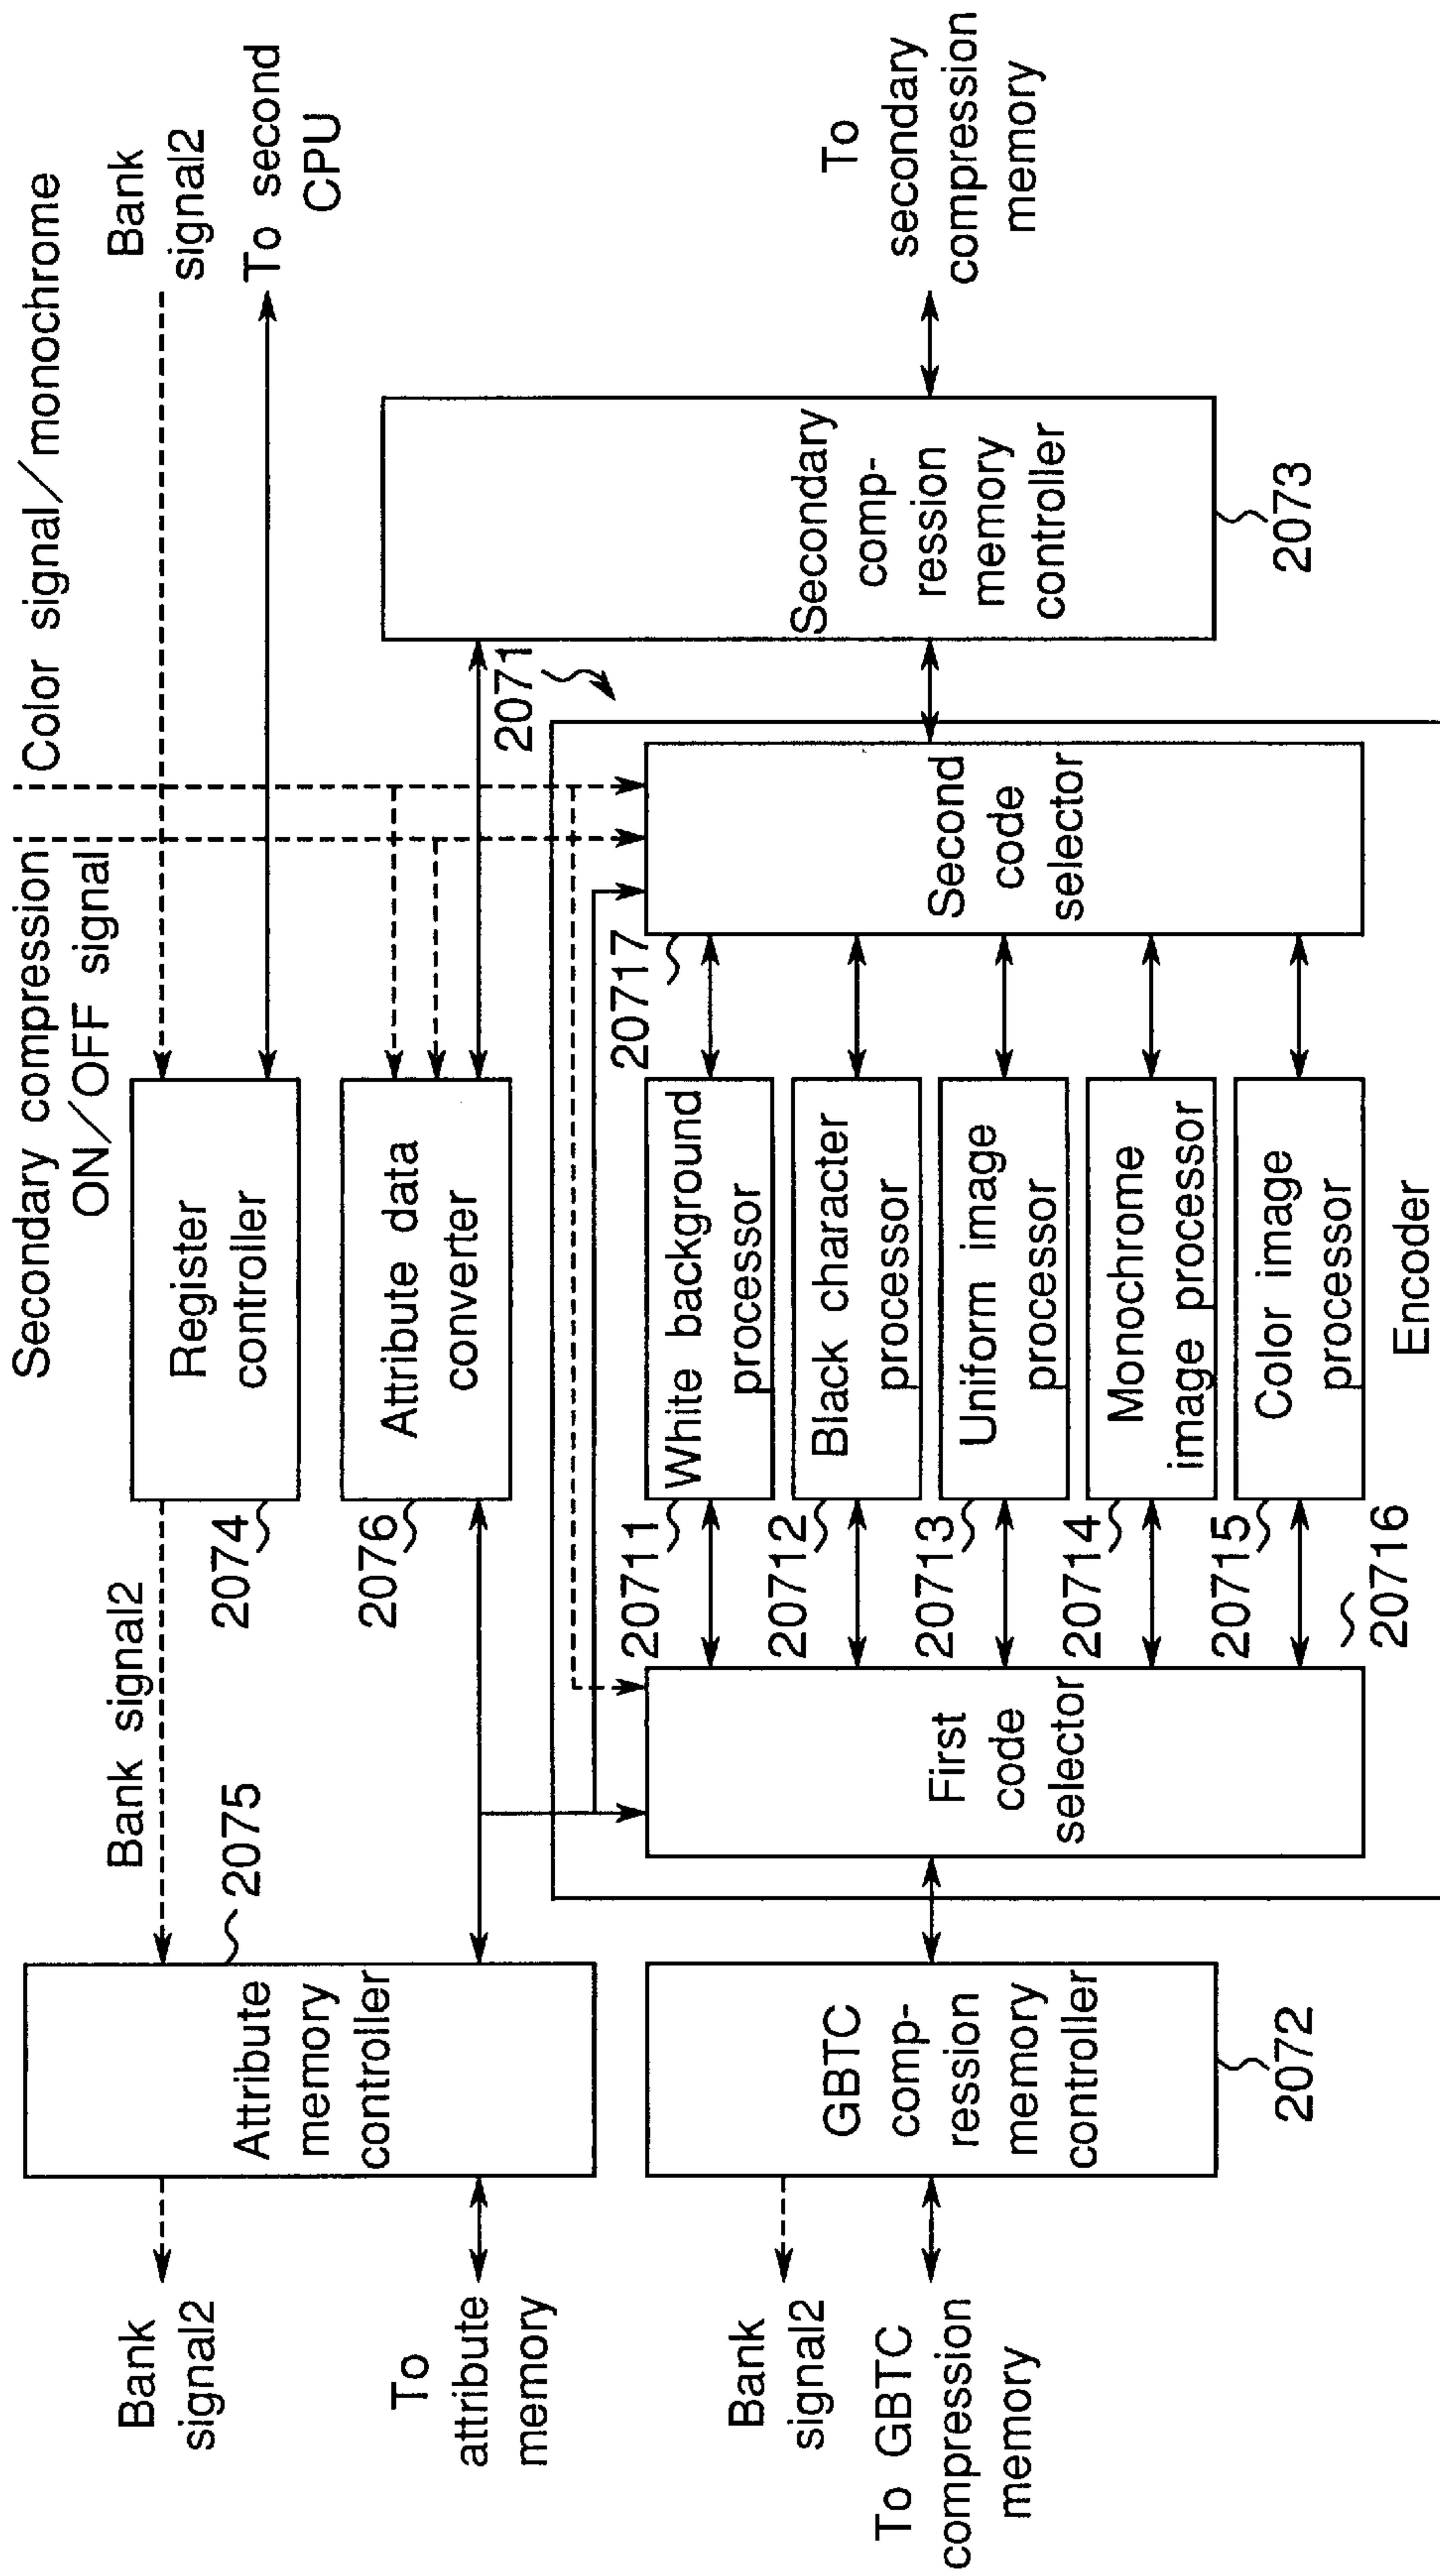 Secondary compression
ON/OFF signal
Color signal/monochrome
Bank
signal2
Bank signal2
Bank
signal2
To second
CPU
2075
2074
Register
controller
Attribute
memory
controller
To
attribute
memory
2076
Attribute data
converter
2071
Bank
signal2
To GBTC
compression
memory
GBTC
comp-
ression
memory
controller
2072
First
code
selector
20716
20711
White background
processor
20712
Black character
processor
20713
Uniform image
processor
20714
Monochrome
image processor
20715
Color image
processor
Encoder
20717
Second
code
selector
Secondary
comp-
ression
memory
controller
2073
To
secondary
compression
memory